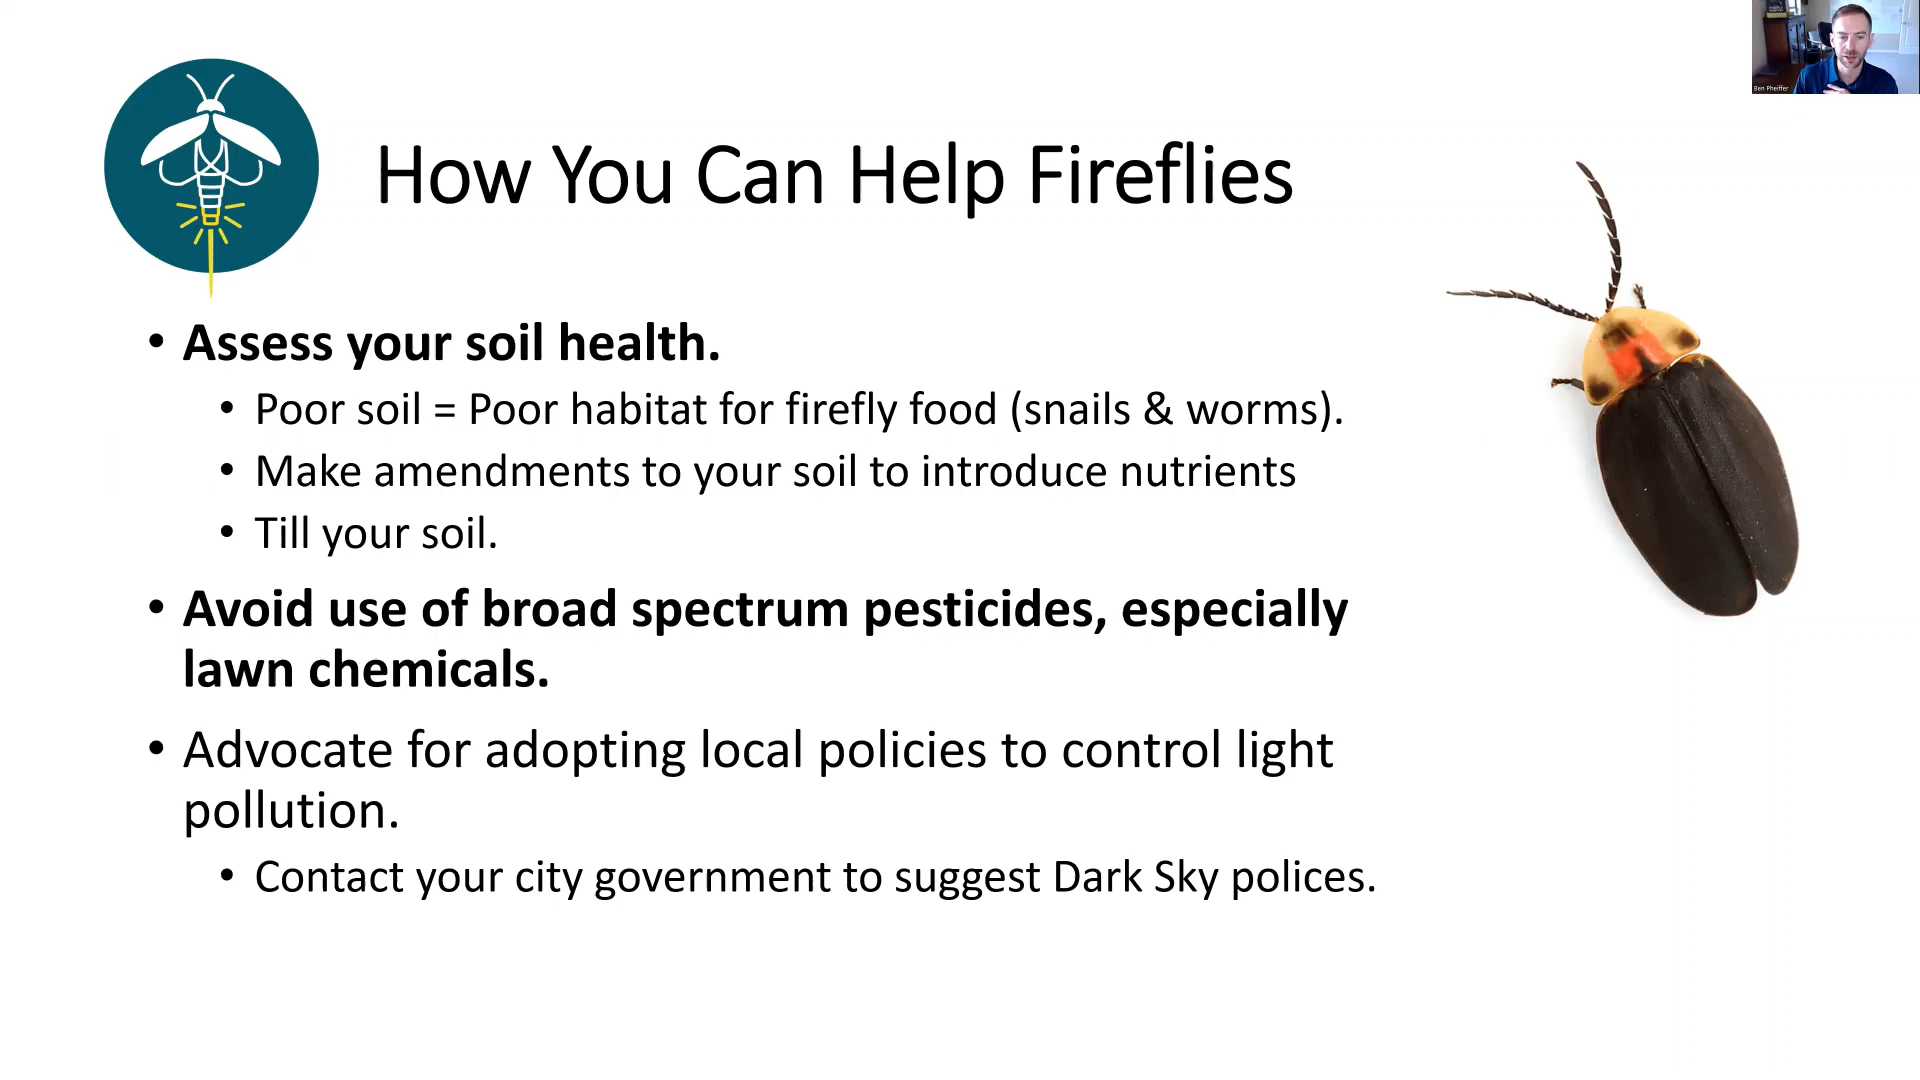 Ben Pheiffer
How You Can Help Fireflies
• Assess your soil health.
• Poor soil = Poor habitat for firefly food (snails & worms).
• Make amendments to your soil to introduce nutrients
• Till your soil.
• Avoid use of broad spectrum pesticides, especially
lawn chemicals.
• Advocate for adopting local policies to control light
pollution.
• Contact your city government to suggest Dark Sky polices.